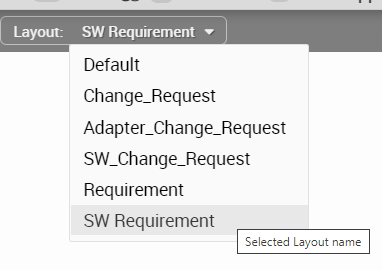 Layout: SW Requirement
Default
Change_Request
Adapter_Change_Request
SW_Change_Request
Requirement
SW Requirement
Selected Layout name